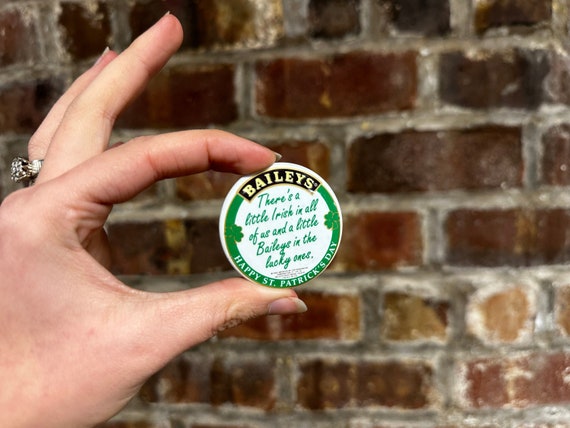 BAILEYS
There's a
little Irish in all
of us and a little
Baileys in the
lucky ones.
HAPPY ST. PATRICK'S DAY